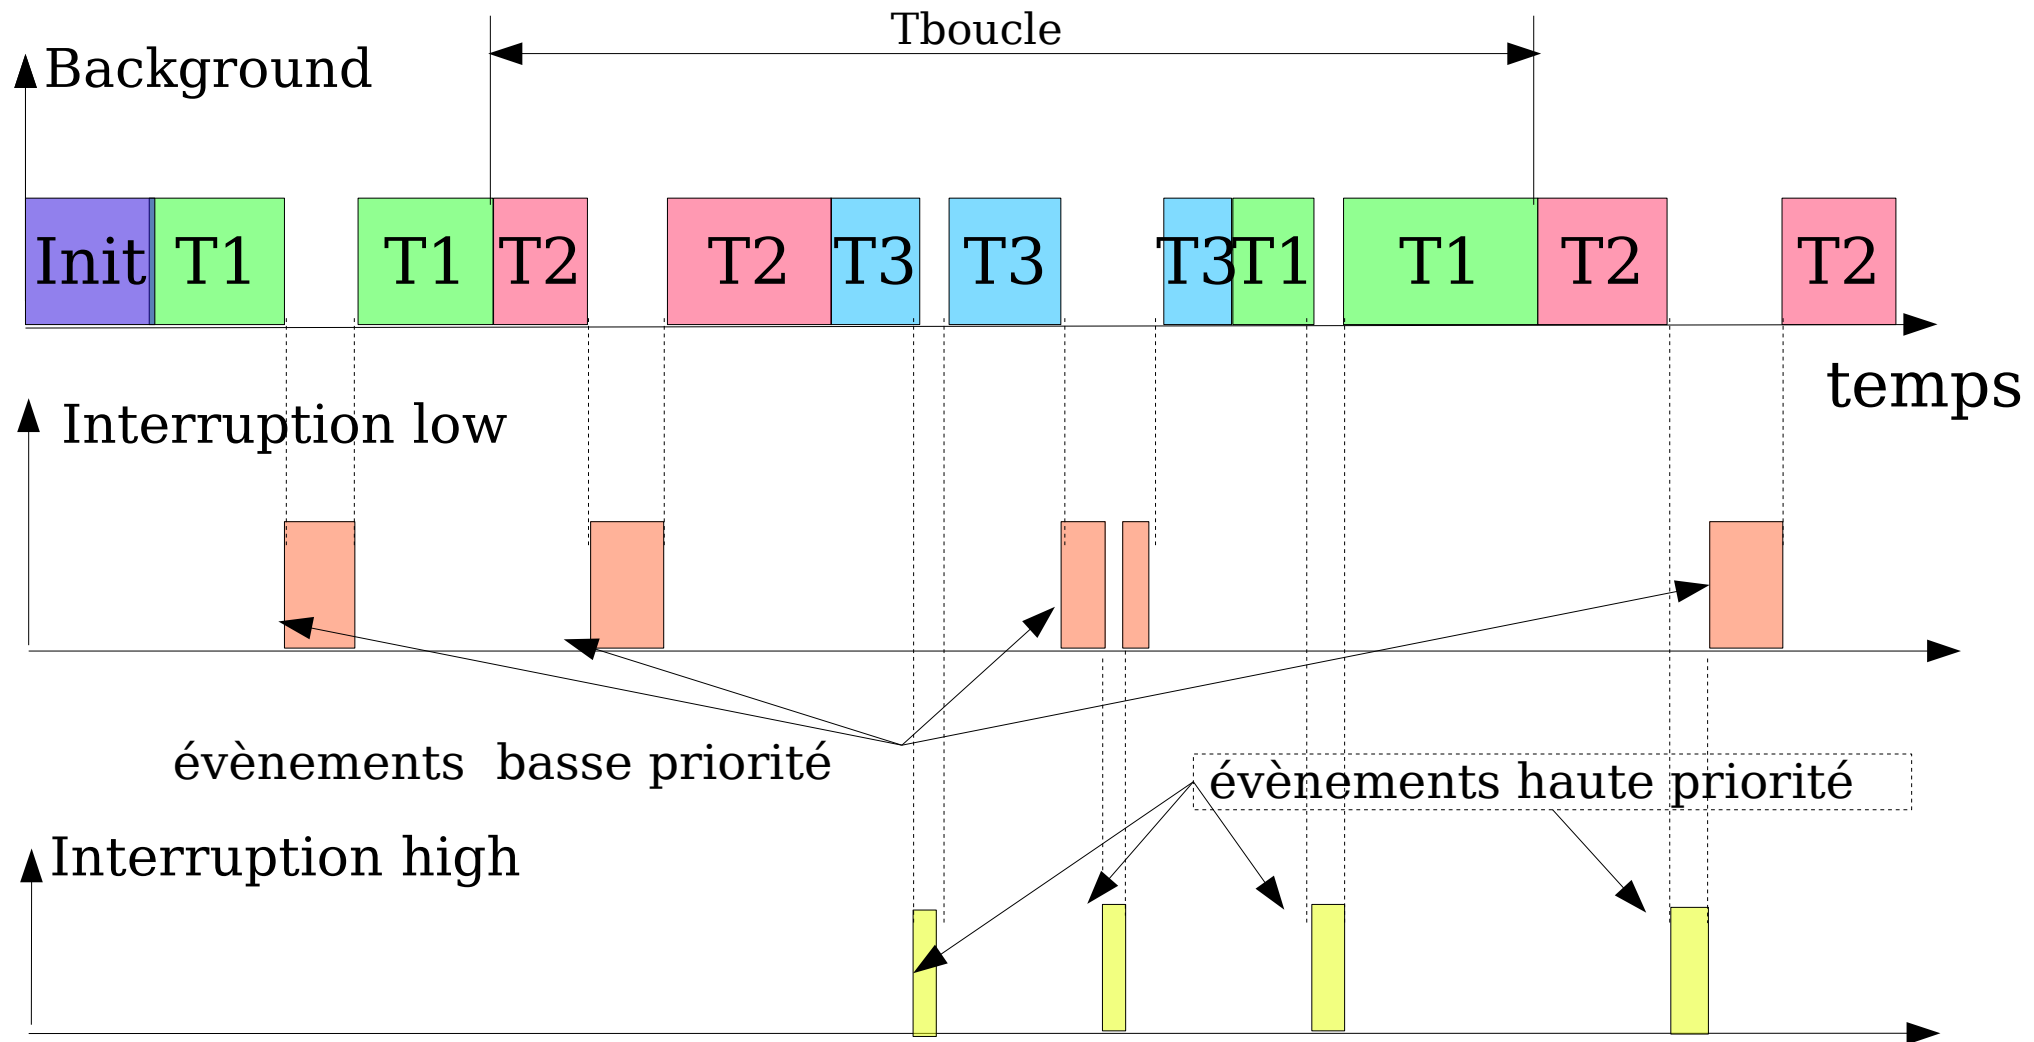 Tboucle
Background
Init T1 T1 T2 T2 T3 T3 T3 T1 T1 T2 T2
temps
Interruption low
évènements  basse priorité
évènements haute priorité
Interruption high